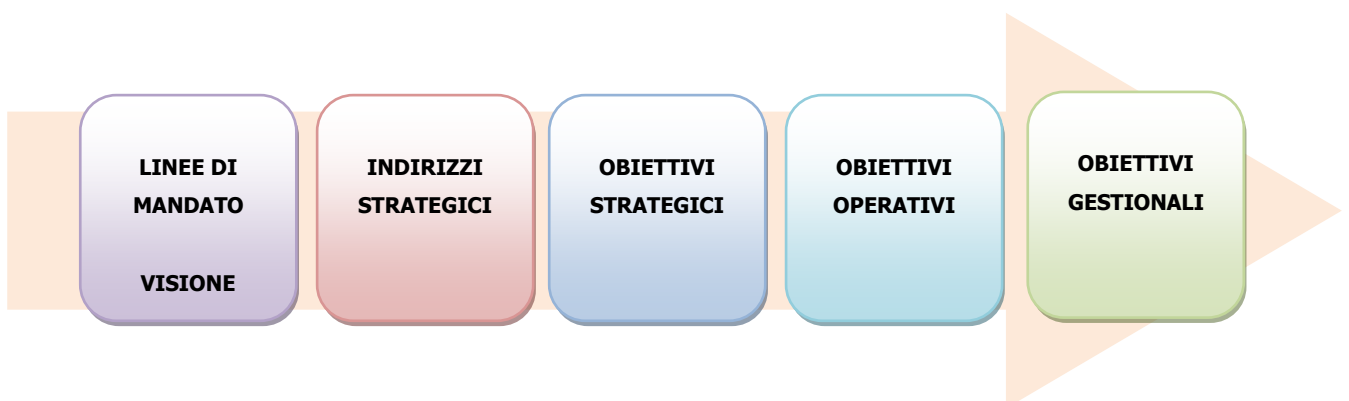 LINEE DI
MANDATO
VISIONE
INDIRIZZI
STRATEGICI
OBIETTIVI
STRATEGICI
OBIETTIVI
OPERATIVI
OBIETTIVI
GESTIONALI